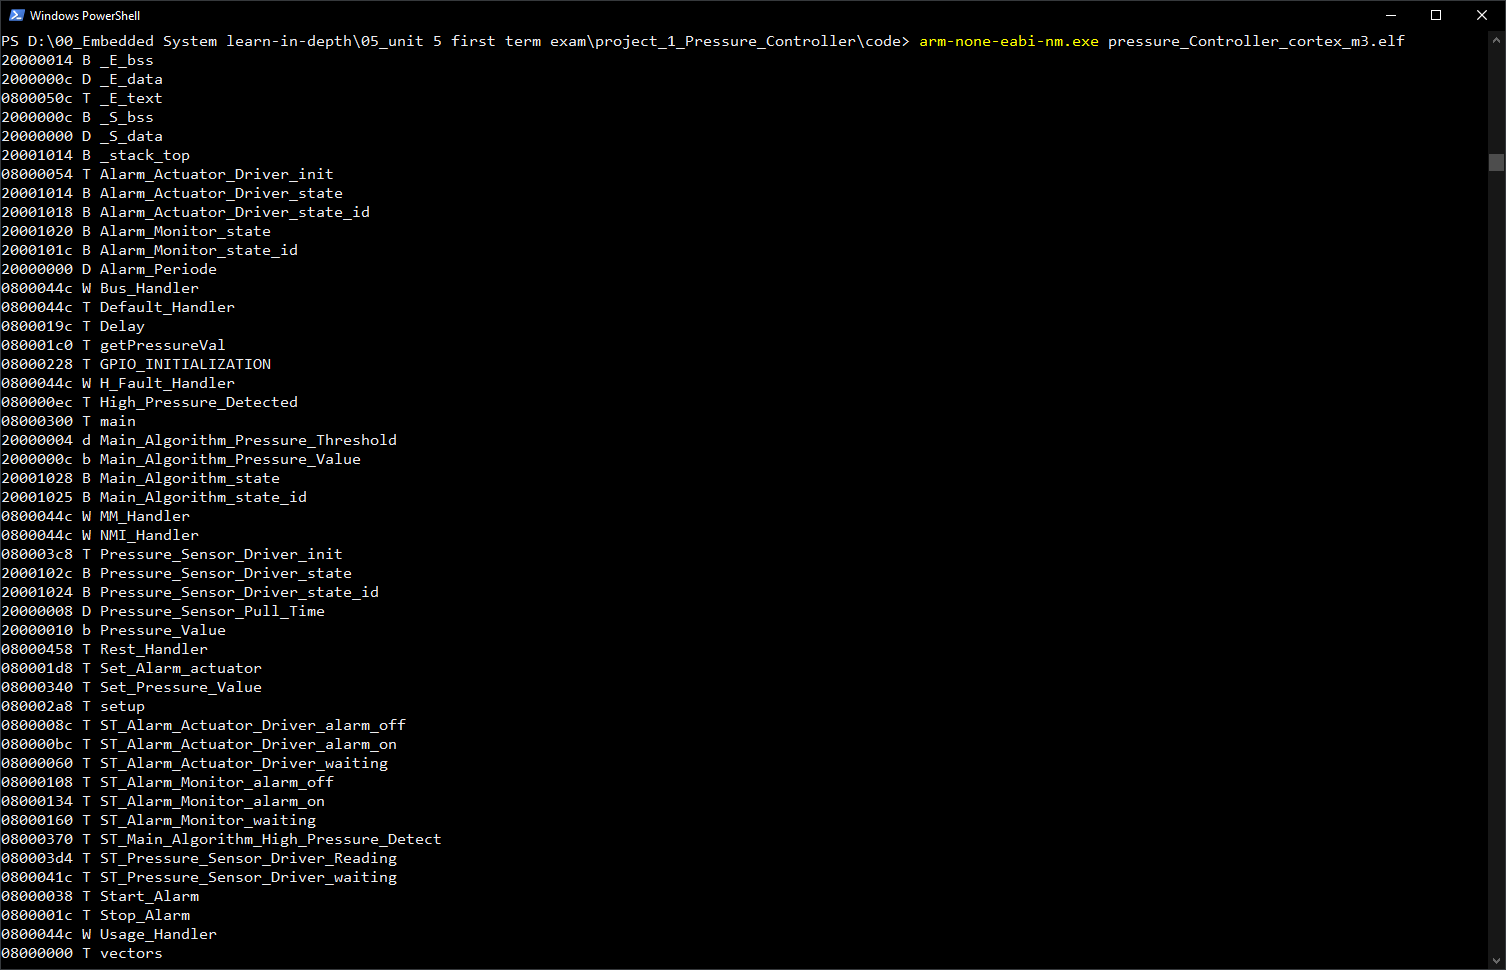 Windows PowerShell
PS D:\00_Embedded System learn-in-depth\05_unit 5 first term exam\project_1_Pressure_Controller\code> arm-none-eabi-nm.exe pressure_Controller_cortex_m3.elf
20000014 B _E_bss
2000000c D _E_data
0800050c T _E_text
2000000c B _S_bss
20000000 D _S_data
20001014 B _stack_top
08000054 T Alarm_Actuator_Driver_init
20001014 B Alarm_Actuator_Driver_state
20001018 B Alarm_Actuator_Driver_state_id
20001020 B Alarm_Monitor_state
2000101c B Alarm_Monitor_state_id
20000000 D Alarm_Periode
0800044c W Bus_Handler
0800044c T Default_Handler
0800019c T Delay
080001c0 T getPressureVal
08000228 T GPIO_INITIALIZATION
0800044c W H_Fault_Handler
080000ec T High_Pressure_Detected
08000300 T main
20000004 d Main_Algorithm_Pressure_Threshold
2000000c b Main_Algorithm_Pressure_Value
20001028 B Main_Algorithm_state
20001025 B Main_Algorithm_state_id
0800044c W MM_Handler
0800044c W NMI_Handler
080003c8 T Pressure_Sensor_Driver_init
2000102c B Pressure_Sensor_Driver_state
20001024 B Pressure_Sensor_Driver_state_id
20000008 D Pressure_Sensor_Pull_Time
20000010 b Pressure_Value
08000458 T Rest_Handler
080001d8 T Set_Alarm_actuator
08000340 T Set_Pressure_Value
080002a8 T setup
0800008c T ST_Alarm_Actuator_Driver_alarm_off
080000bc T ST_Alarm_Actuator_Driver_alarm_on
08000060 T ST_Alarm_Actuator_Driver_waiting
08000108 T ST_Alarm_Monitor_alarm_off
08000134 T ST_Alarm_Monitor_alarm_on
08000160 T ST_Alarm_Monitor_waiting
08000370 T ST_Main_Algorithm_High_Pressure_Detect
080003d4 T ST_Pressure_Sensor_Driver_Reading
0800041c T ST_Pressure_Sensor_Driver_waiting
08000038 T Start_Alarm
0800001c T Stop_Alarm
0800044c W Usage_Handler
08000000 T vectors